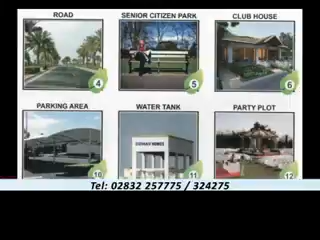 ROAD
SENIOR CITIZEN PARK
CLUB HOUSE
4
5
6
PARKING AREA
WATER TANK
PARTY PLOT
10
11
12
Tel: 02832 257775 / 324275